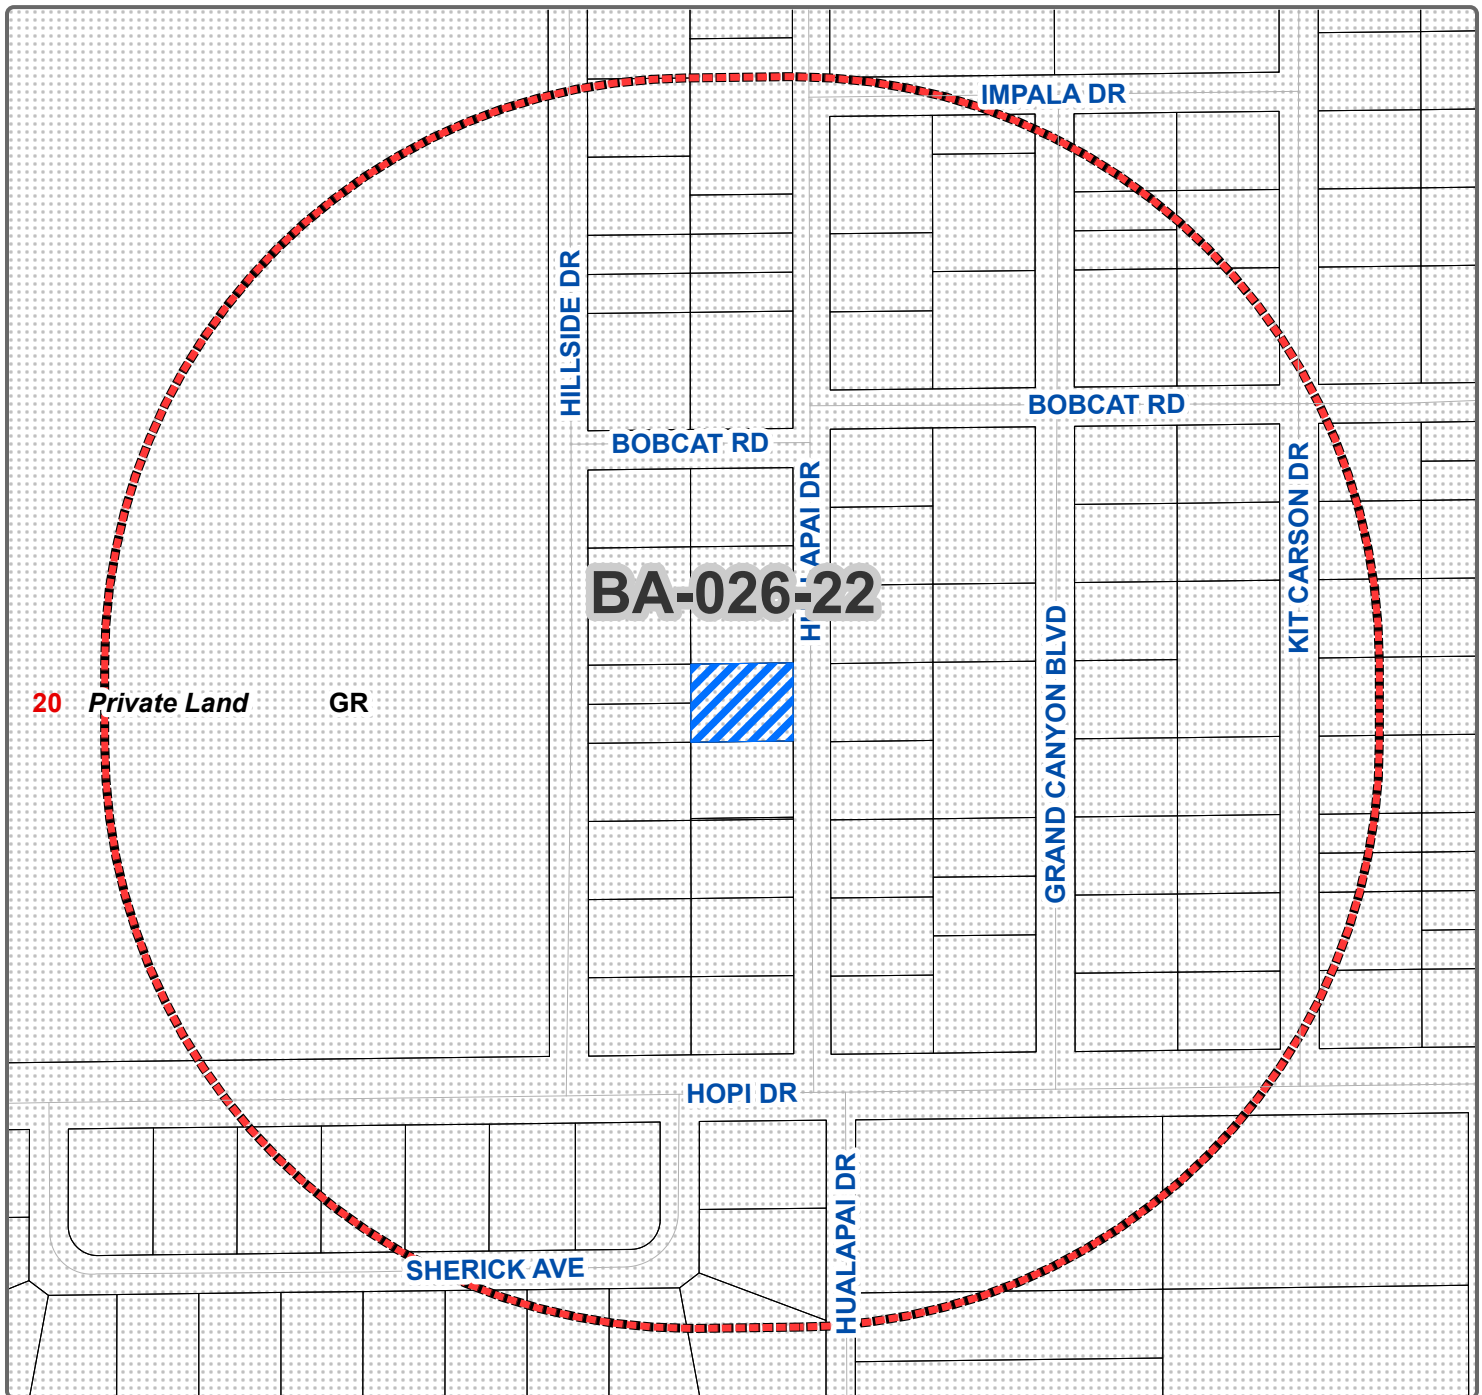 IMPALA DR
HILLSIDE DR
BOBCAT RD
BOBCAT RD
KIT CARSON DR
BA-026-22
GRAND CANYON BLVD
20 Private Land GR
HOPI DR
HUALAPAI DR
SHERICK AVE